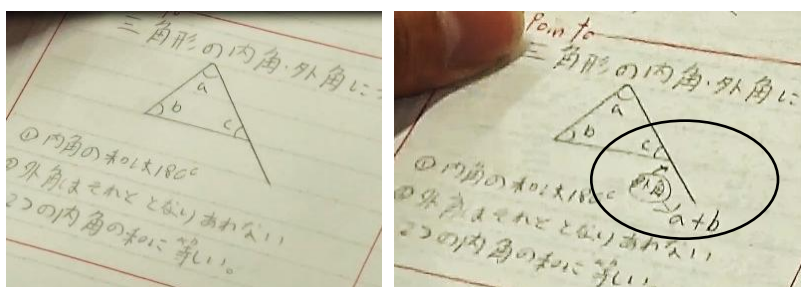 三角形の内角・外角に
a
b
c
①内角の和は180°
②外角はそれととなりあわない
2つの内角の和に等しい。
Point
三角形の内角・外角に
a
b
c
外角
a+b
①内角の和は180°
②外角はそれととなりあわない
2つの内角の和に等しい。